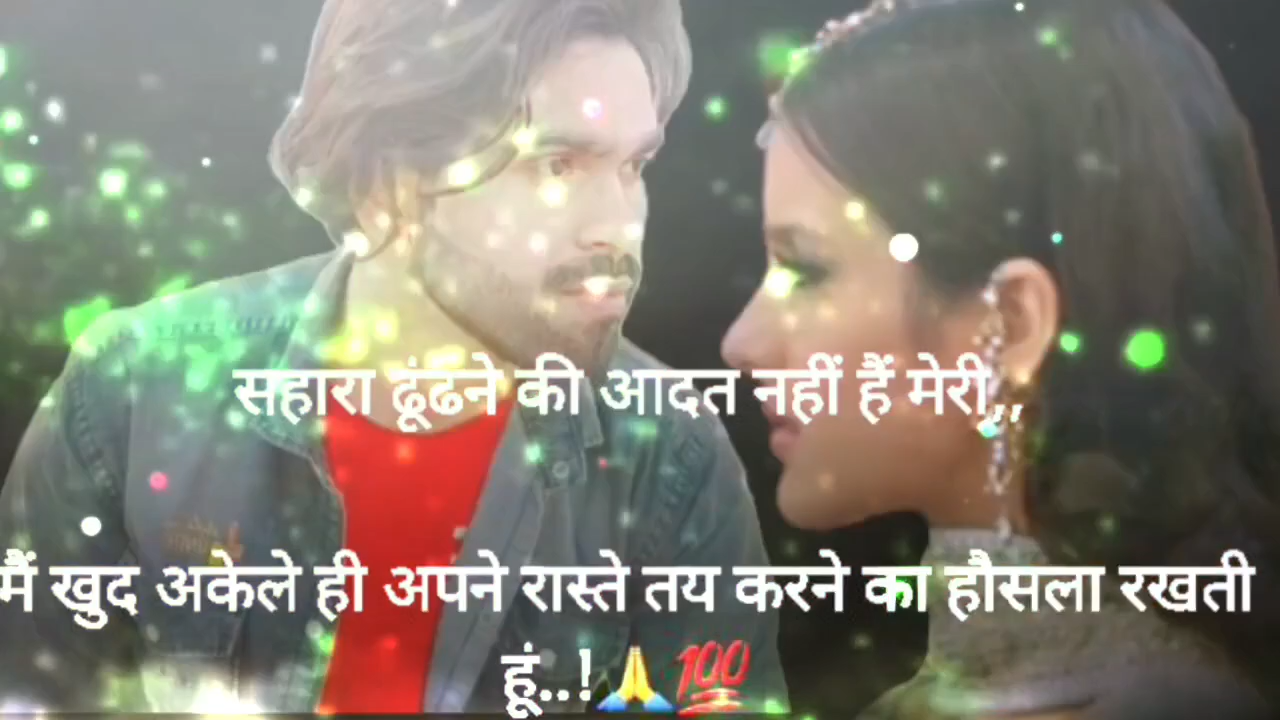 सहारा ढूंढने की आदत नहीं हैं मेरी,,
मैं खुद अकेले ही अपने रास्ते तय करने का हौसला रखती
हूं..!🙏💯